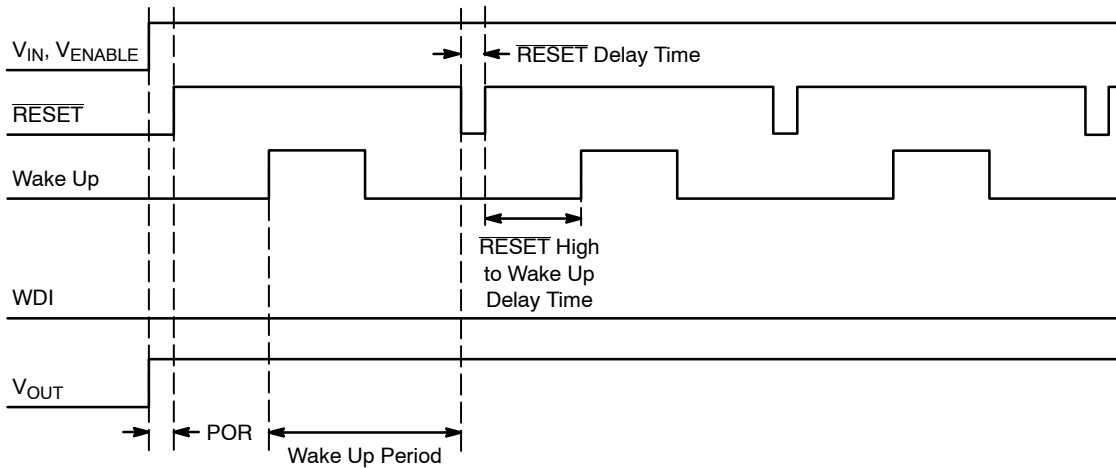 V_IN, V_ENABLE
RESET Delay Time
RESET
Wake Up
RESET High
to Wake Up
Delay Time
WDI
V_OUT
POR
Wake Up Period